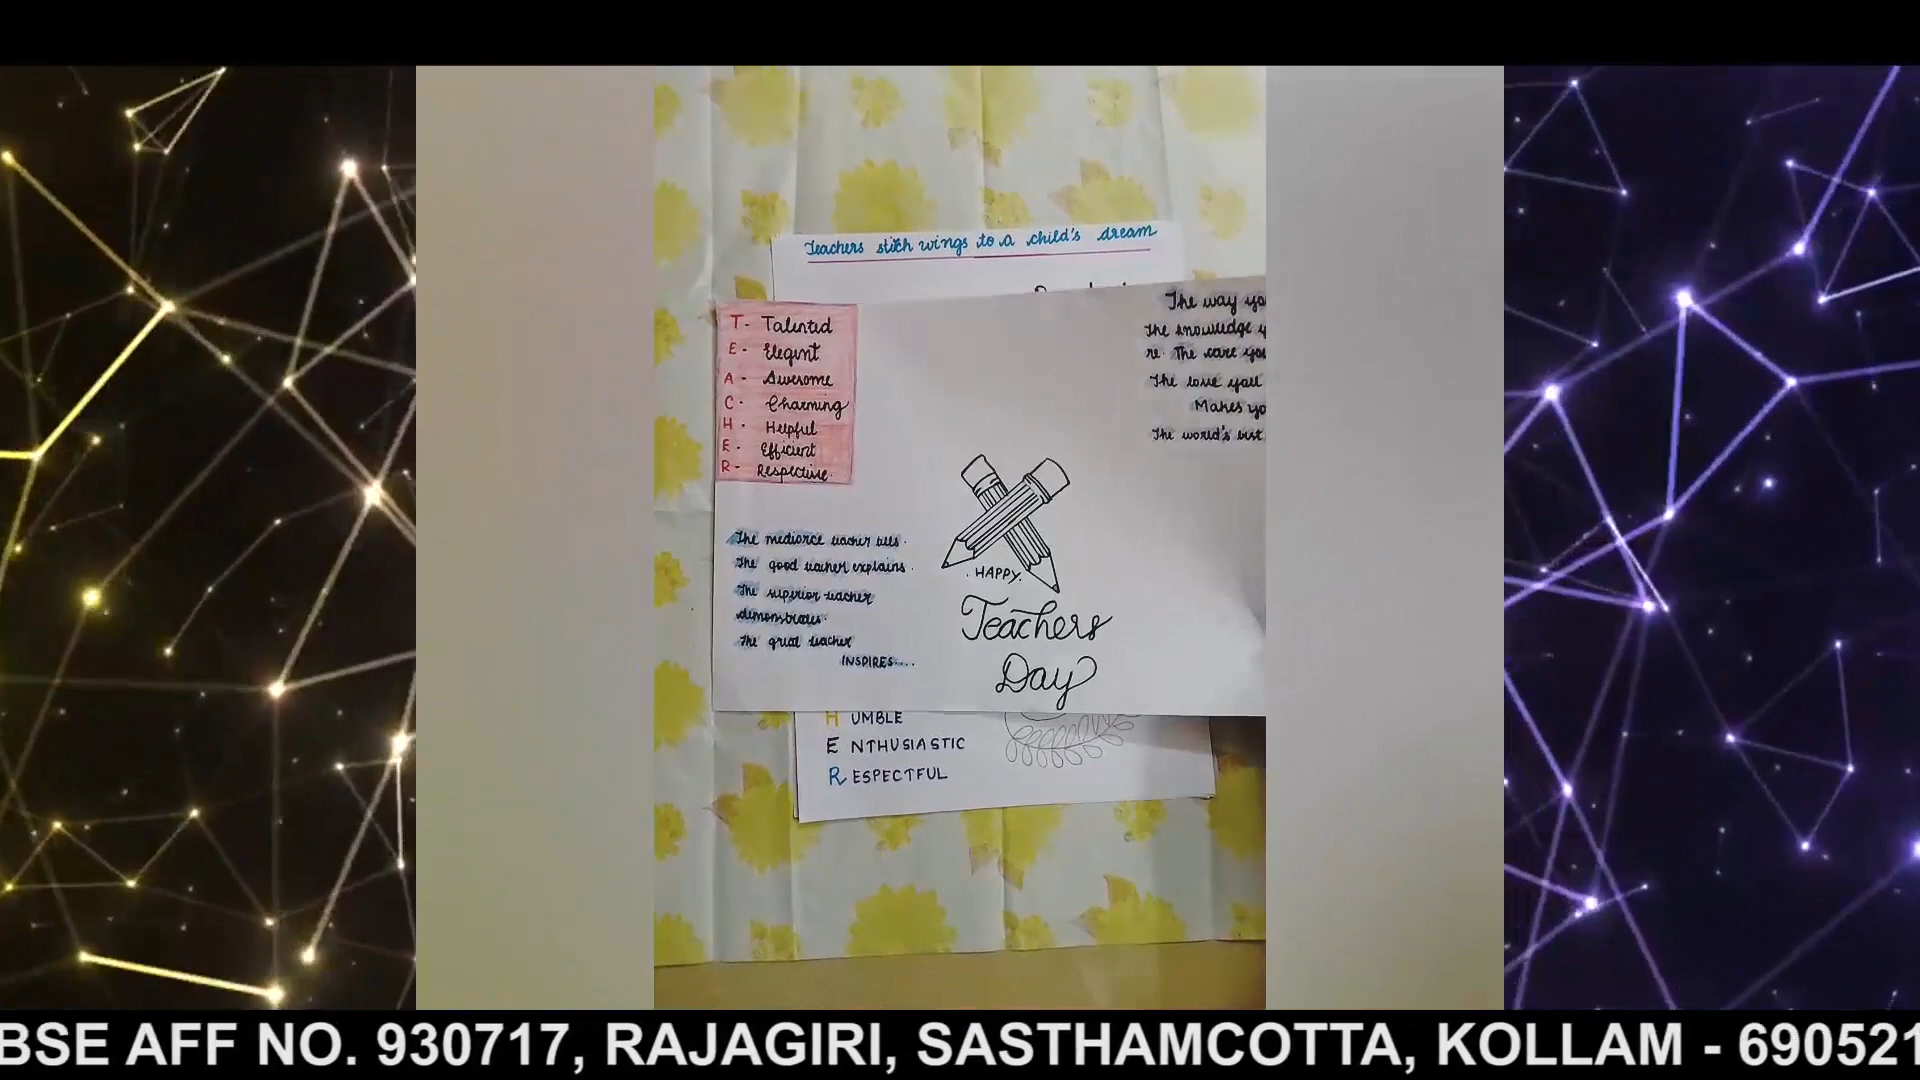 Teachers stitch wings to a child's dream
T- Talented
E- Elegent
A- Awesome
C- Charming
H- Helpful
E- Efficient
R- Respective.
The way yo
The knowledge y
re. The care you
The love you
Makes yo
The world's best
The mediorce teacher tells.
The good teacher explains.
The superior teacher
demonstrates.
The great teacher
INSPIRES.....
. HAPPY.
Teachers
Day
HUMBLE
ENTHUSIASTIC
RESPECTFUL
BSE AFF NO. 930717, RAJAGIRI, SASTHAMCOTTA, KOLLAM - 690521